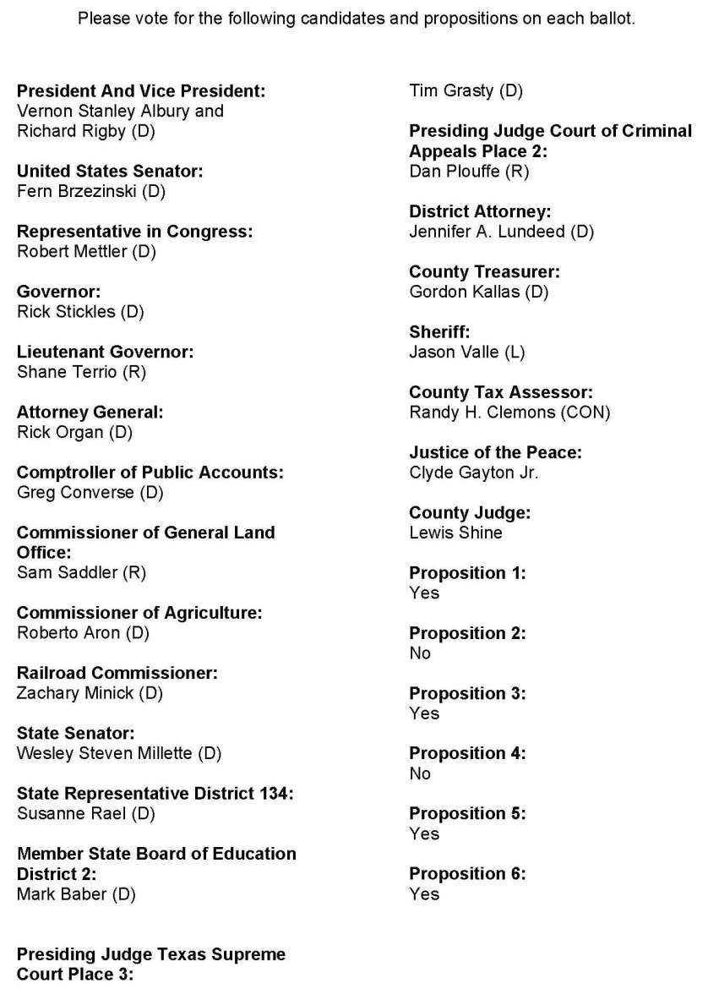 Please vote for the following candidates and propositions on each ballot.
President And Vice President:
Vernon Stanley Albury and
Richard Rigby (D)
United States Senator:
Fern Brzezinski (D)
Representative in Congress:
Robert Mettler (D)
Governor:
Rick Stickles (D)
Lieutenant Governor:
Shane Terrio (R)
Attorney General:
Rick Organ (D)
Comptroller of Public Accounts:
Greg Converse (D)
Commissioner of General Land
Office:
Sam Saddler (R)
Commissioner of Agriculture:
Roberto Aron (D)
Railroad Commissioner:
Zachary Minick (D)
State Senator:
Wesley Steven Millette (D)
State Representative District 134:
Susanne Rael (D)
Member State Board of Education
District 2:
Mark Baber (D)
Presiding Judge Texas Supreme
Court Place 3:
Tim Grasty (D)
Presiding Judge Court of Criminal
Appeals Place 2:
Dan Plouffe (R)
District Attorney:
Jennifer A. Lundeed (D)
County Treasurer:
Gordon Kallas (D)
Sheriff:
Jason Valle (L)
County Tax Assessor:
Randy H. Clemons (CON)
Justice of the Peace:
Clyde Gayton Jr.
County Judge:
Lewis Shine
Proposition 1:
Yes
Proposition 2:
No
Proposition 3:
Yes
Proposition 4:
No
Proposition 5:
Yes
Proposition 6:
Yes